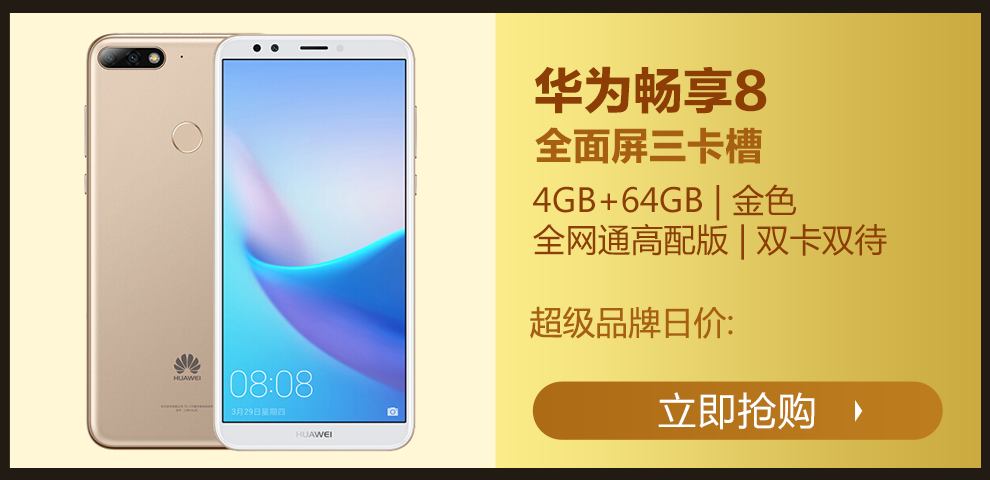 HUAWEI
08:08
3月29日星期四
HUAWEI
华为畅享8
全面屏三卡槽
4GB+64GB | 金色
全网通高配版 | 双卡双待
超级品牌日价:
立即抢购